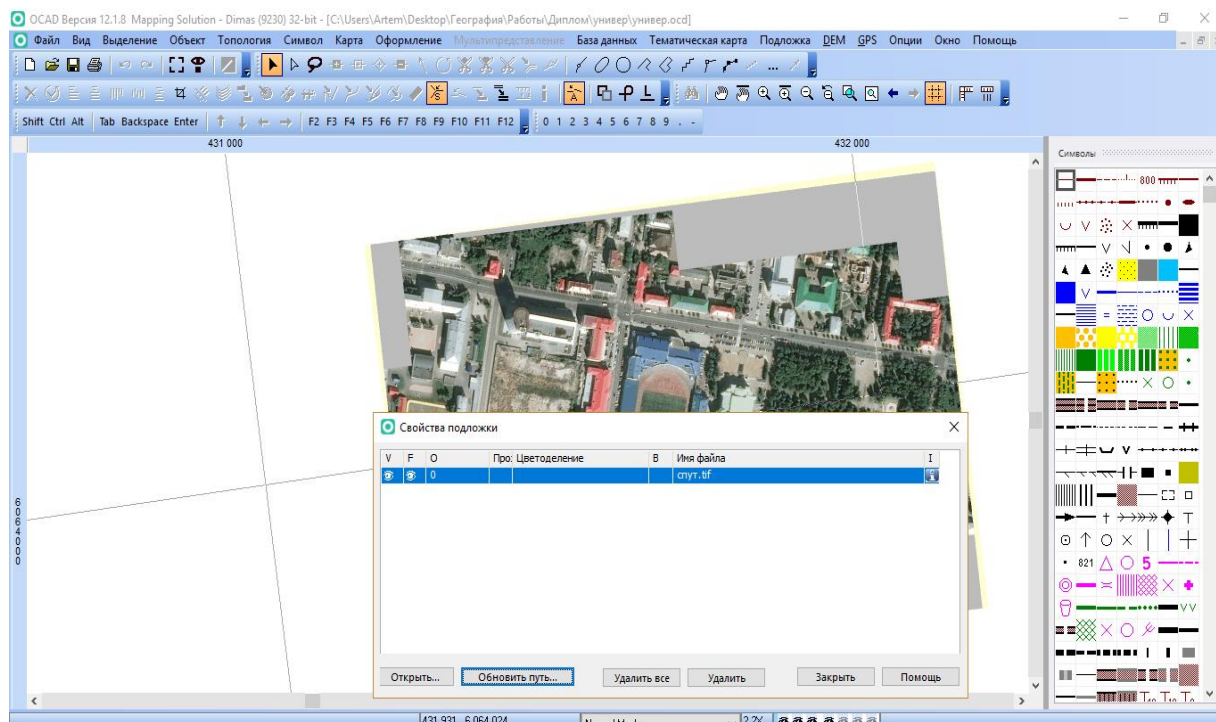 OCAD Версия 12.1.8 Mapping Solution - Dimas (9230) 32-bit - [C:\Users\Artem\Desktop\География\Работы\Диплом\универ\универ.ocd]
Файл Вид Выделение Объект Топология Символ Карта Оформление Мультипредставление База данных Тематическая карта Подложка DEM GPS Опции Окно Помощь
Shift Ctrl Alt Tab Backspace Enter F2 F3 F4 F5 F6 F7 F8 F9 F10 F11 F12 0 1 2 3 4 5 6 7 8 9 . -
431 000 432 000
Символы
800
6064000
821
5
Свойства подложки
V F O Про: Цветоделение B Имя файла I
0 спут.tif
Открыть... Обновить путь... Удалить все Удалить Закрыть Помощь
431 931 6 064 024 2.2X